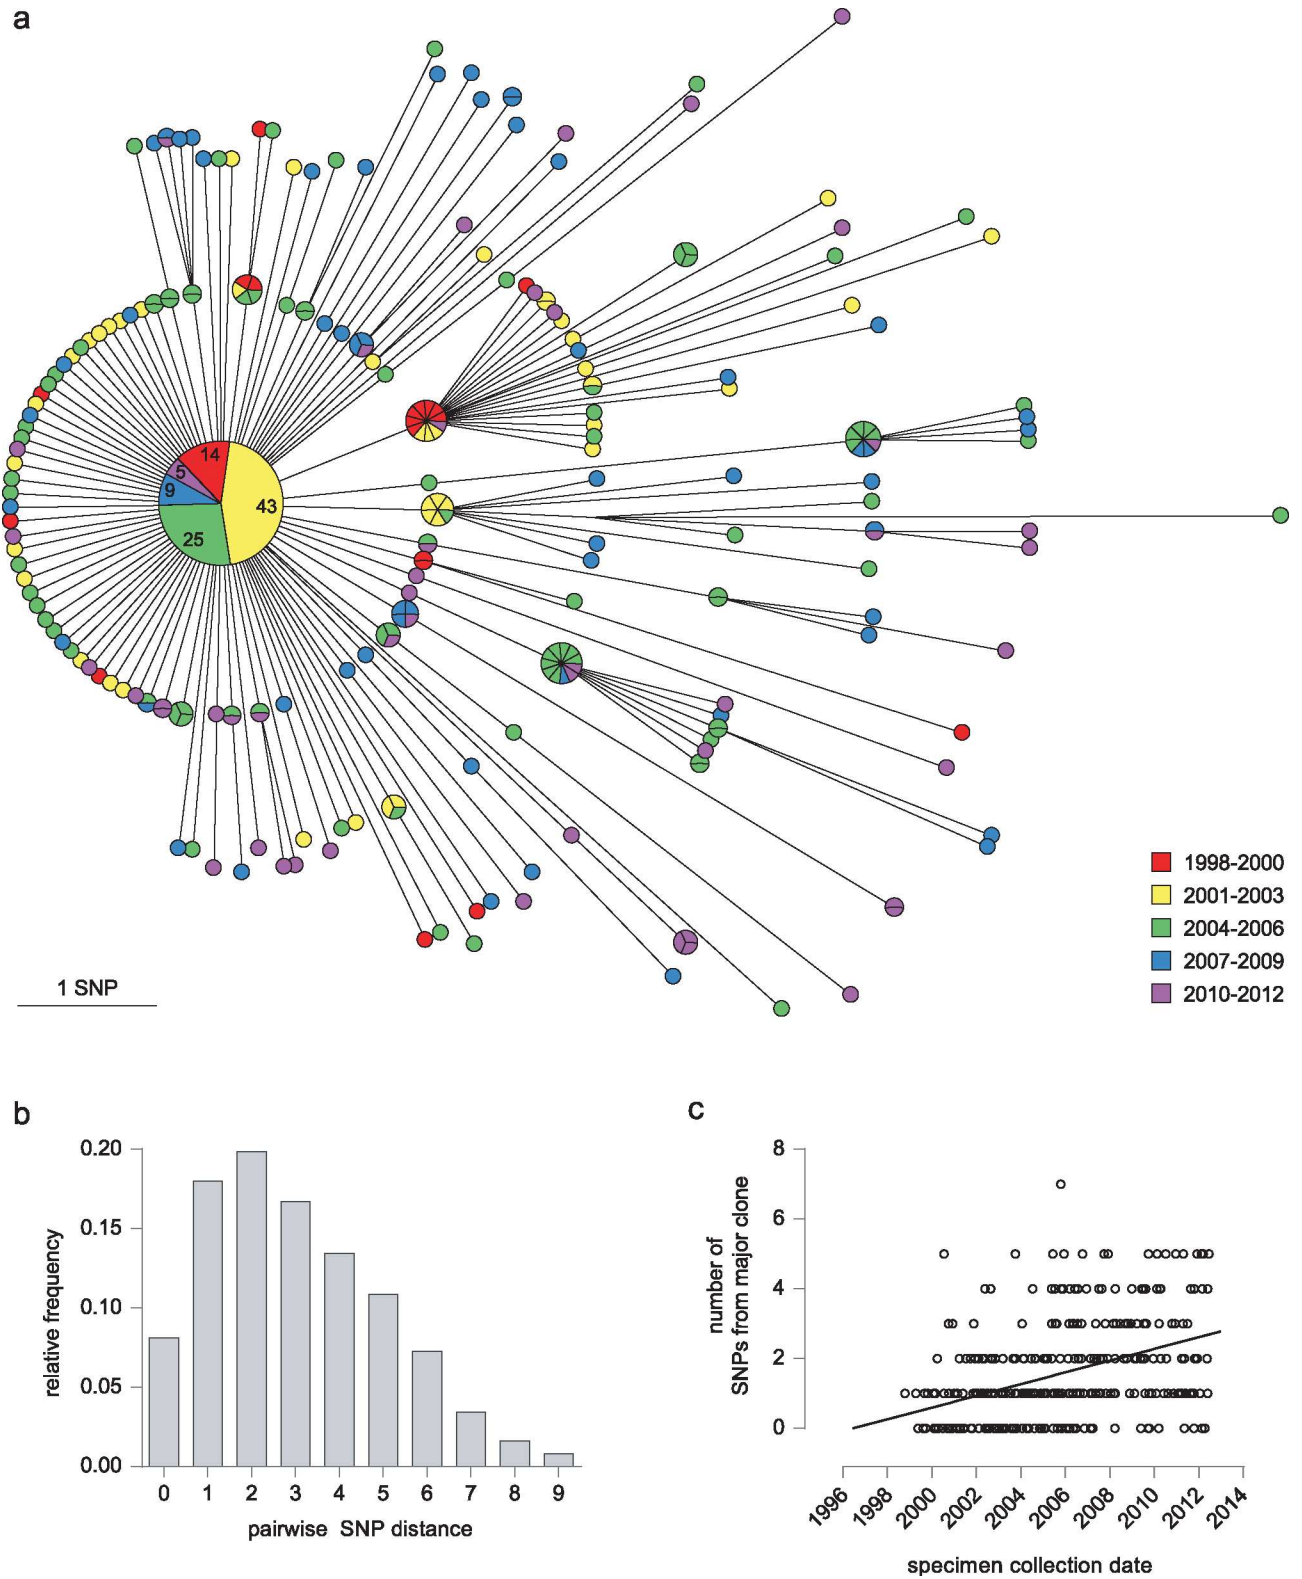 a
14
5
9
43
25
1 SNP
1998-2000
2001-2003
2004-2006
2007-2009
2010-2012
b
relative frequency
0.20
0.15
0.10
0.05
0.00
0 1 2 3 4 5 6 7 8 9
pairwise SNP distance
c
number of
SNPs from major clone
8
6
4
2
0
1996 1998 2000 2002 2004 2006 2008 2010 2012 2014
specimen collection date